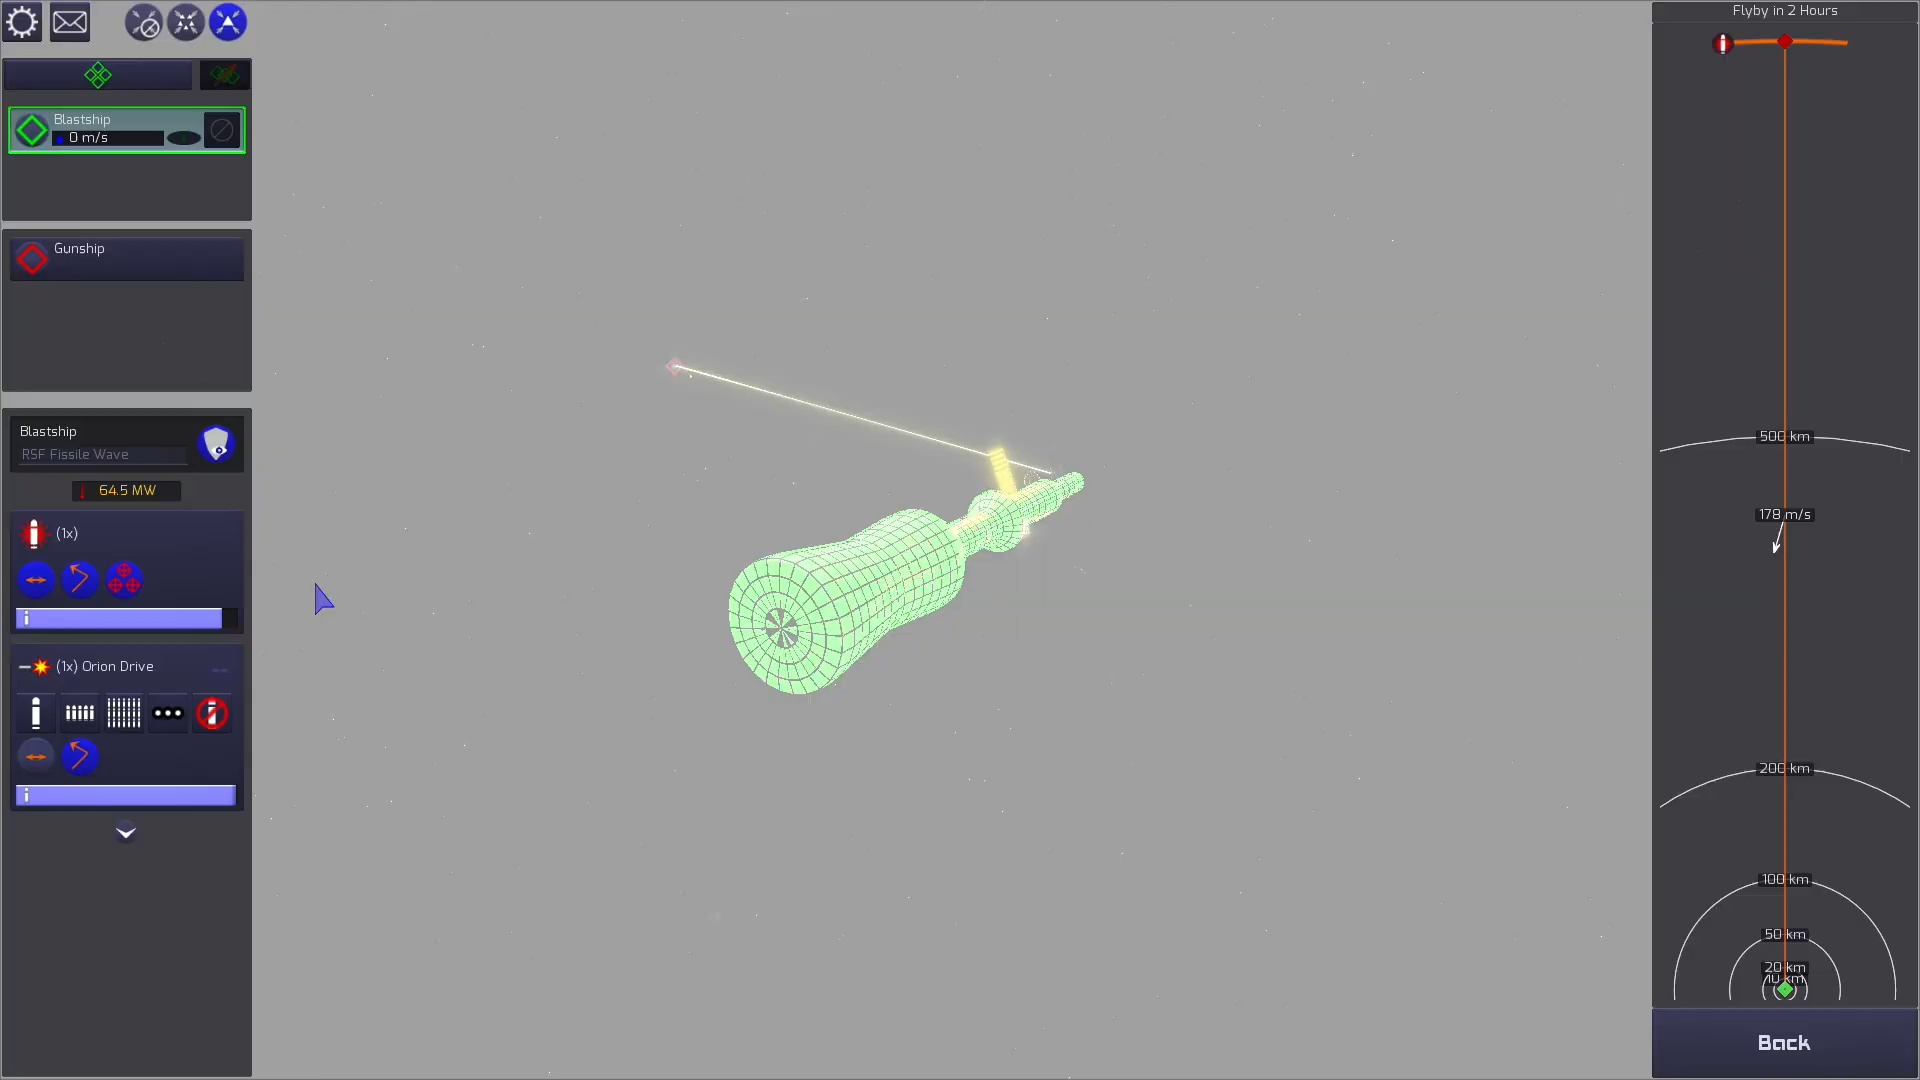 Blastship
0 m/s
Gunship
Blastship
RSF Fissile Wave
64.5 MW
(1x)
i
(1x) Orion Drive
i
Flyby in 2 Hours
500 km
178 m/s
200 km
100 km
50 km
20 km
10 km
Back